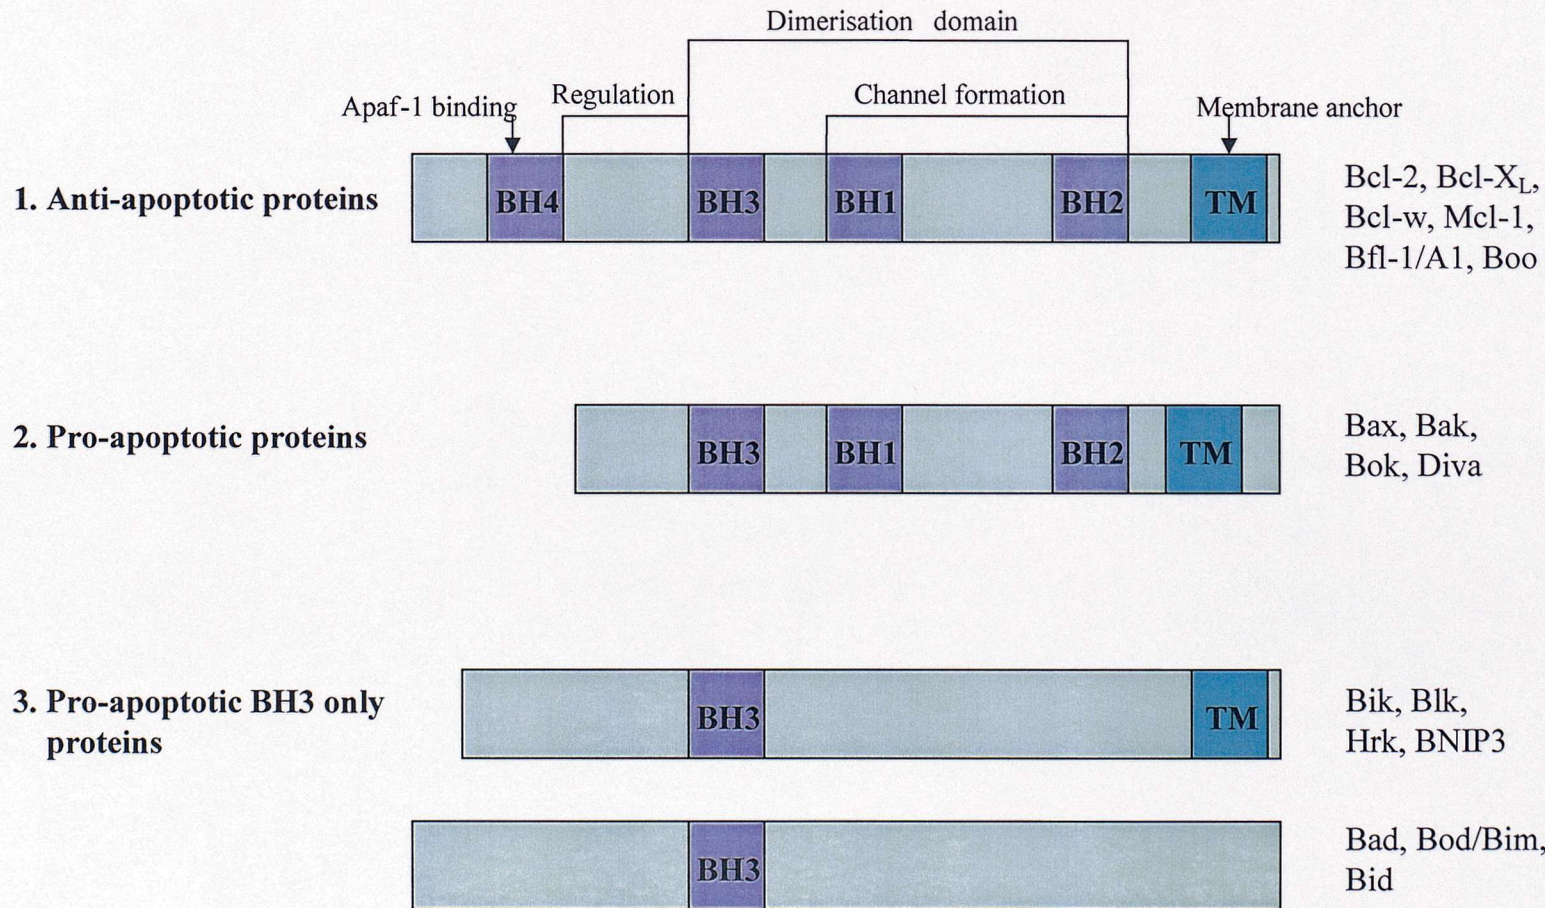 Dimerisation domain
Apaf-1 binding
Regulation
Channel formation
Membrane anchor
1. Anti-apoptotic proteins
BH4
BH3
BH1
BH2
TM
Bcl-2, Bcl-X_L,
Bcl-w, Mcl-1,
Bfl-1/A1, Boo
2. Pro-apoptotic proteins
BH3
BH1
BH2
TM
Bax, Bak,
Bok, Diva
3. Pro-apoptotic BH3 only
proteins
BH3
TM
Bik, Blk,
Hrk, BNIP3
BH3
Bad, Bod/Bim,
Bid